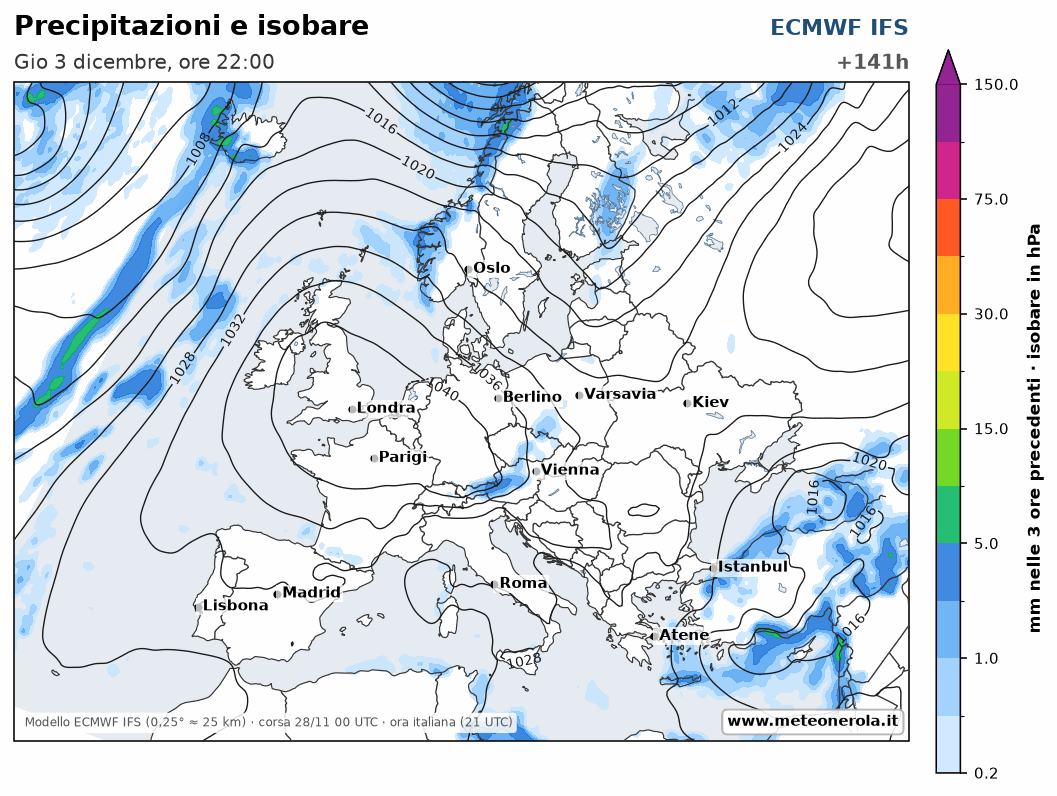 Precipitazioni e isobare
ECMWF IFS
Gio 3 dicembre, ore 22:00
+141h
150.0
75.0
30.0
15.0
5.0
1.0
0.2
mm nelle 3 ore precedenti · isobare in hPa
1016
1012
1008
1020
1024
1032
1028
1036
1040
1020
1016
1016
1016
1028
Oslo
Berlino
Varsavia
Kiev
Londra
Parigi
Vienna
Istanbul
Roma
Madrid
Lisbona
Atene
Modello ECMWF IFS (0,25° ≈ 25 km) · corsa 28/11 00 UTC · ora italiana (21 UTC)
www.meteonerola.it